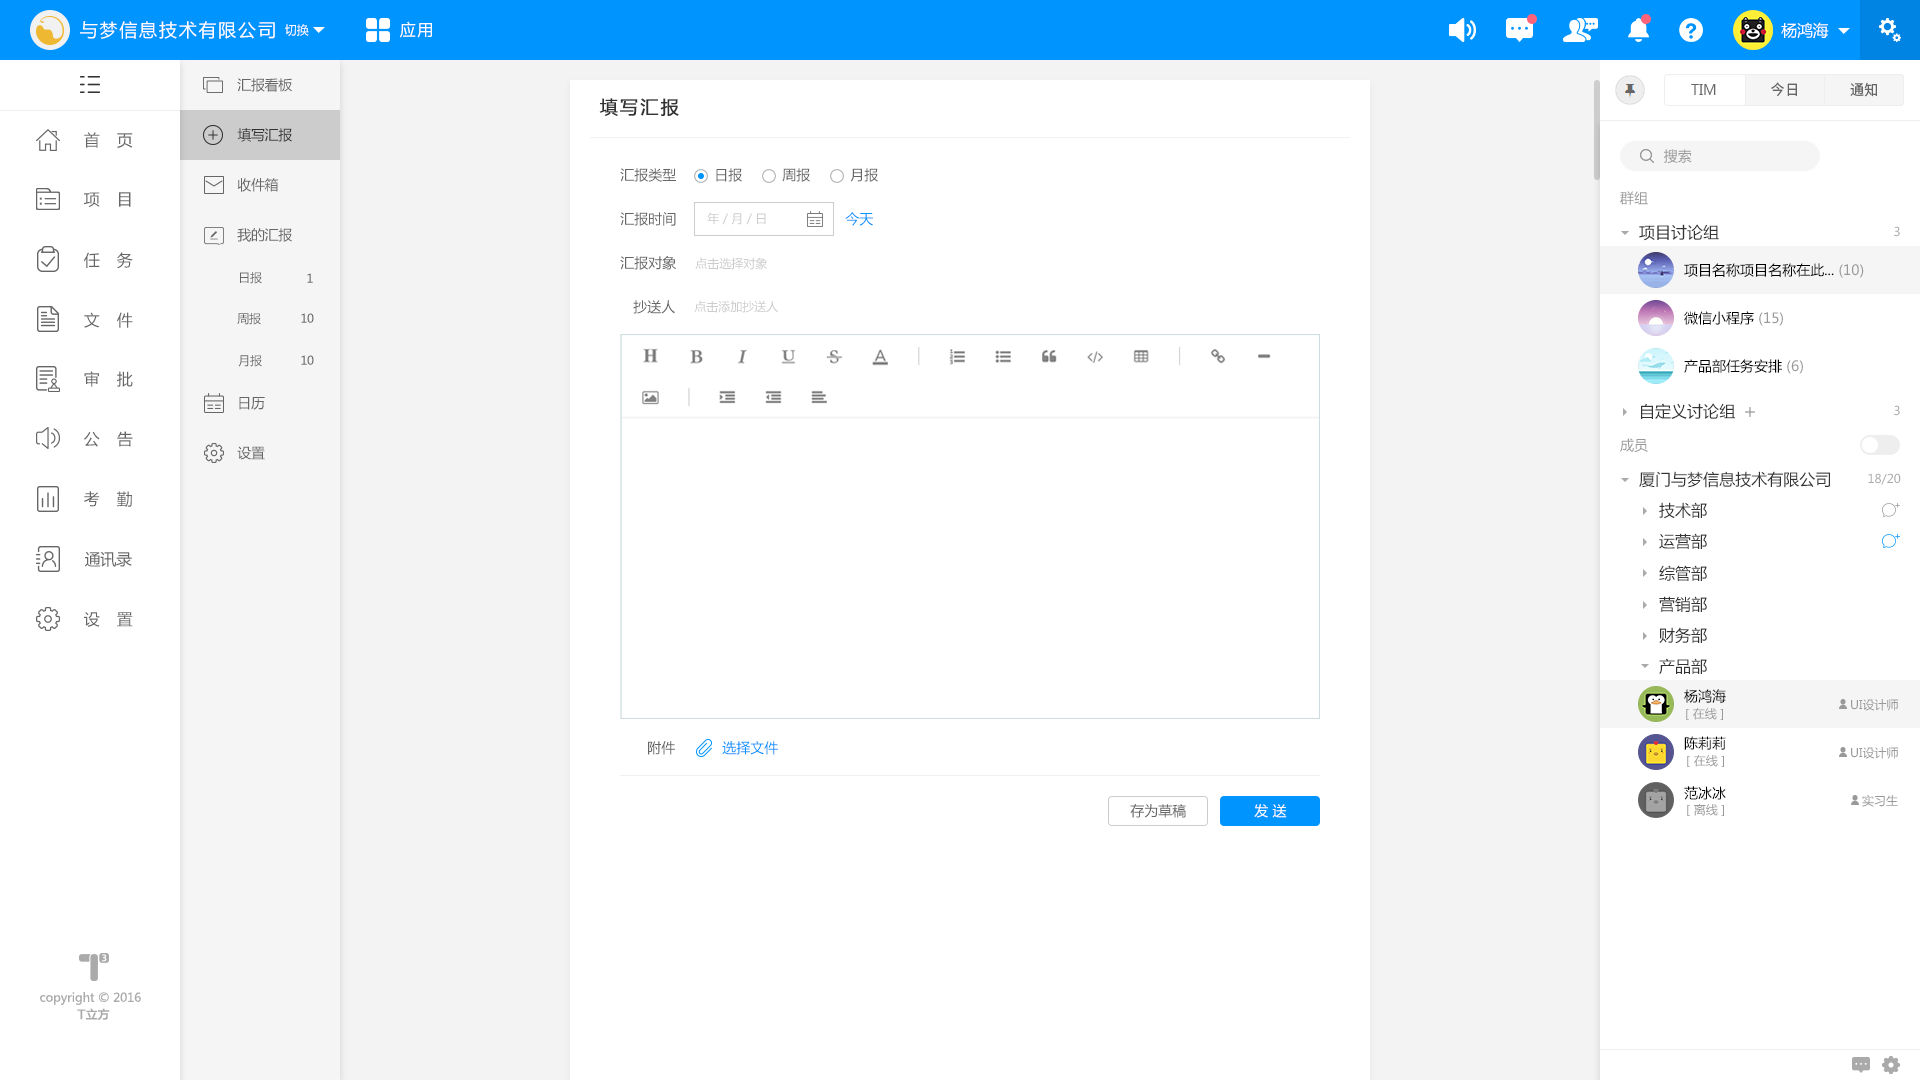 与梦信息技术有限公司 切换
应用
杨鸿海
首 页
项 目
任 务
文 件
审 批
公 告
考 勤
通讯录
设 置
T3
copyright © 2016
T立方
汇报看板
填写汇报
收件箱
我的汇报
日报 1
周报 10
月报 10
日历
设置
填写汇报
汇报类型 日报 周报 月报
汇报时间 年 / 月 / 日 今天
汇报对象 点击选择对象
抄送人 点击添加抄送人
H B I U S A
附件 选择文件
存为草稿 发 送
TIM 今日 通知
搜索
群组
项目讨论组 3
项目名称项目名称在此... (10)
微信小程序 (15)
产品部任务安排 (6)
自定义讨论组 3
成员
厦门与梦信息技术有限公司 18/20
技术部
运营部
综管部
营销部
财务部
产品部
杨鸿海
[ 在线 ]
UI设计师
陈莉莉
[ 在线 ]
UI设计师
范冰冰
[ 离线 ]
实习生